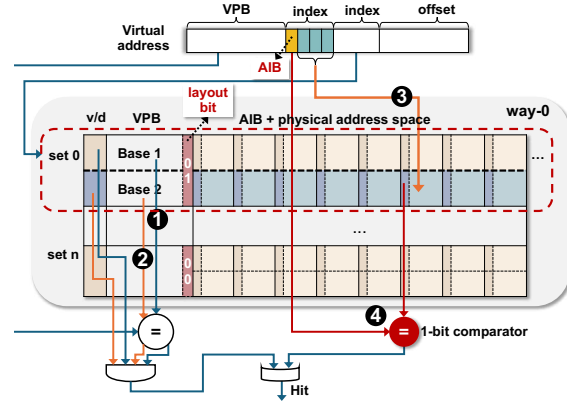 VPB index index offset
Virtual address
AIB
layout bit
3
way-0
v/d VPB AIB + physical address space
set 0 Base 1 0 ...
Base 2 1
1
...
2
set n 0
0
4
= = 1-bit comparator
Hit